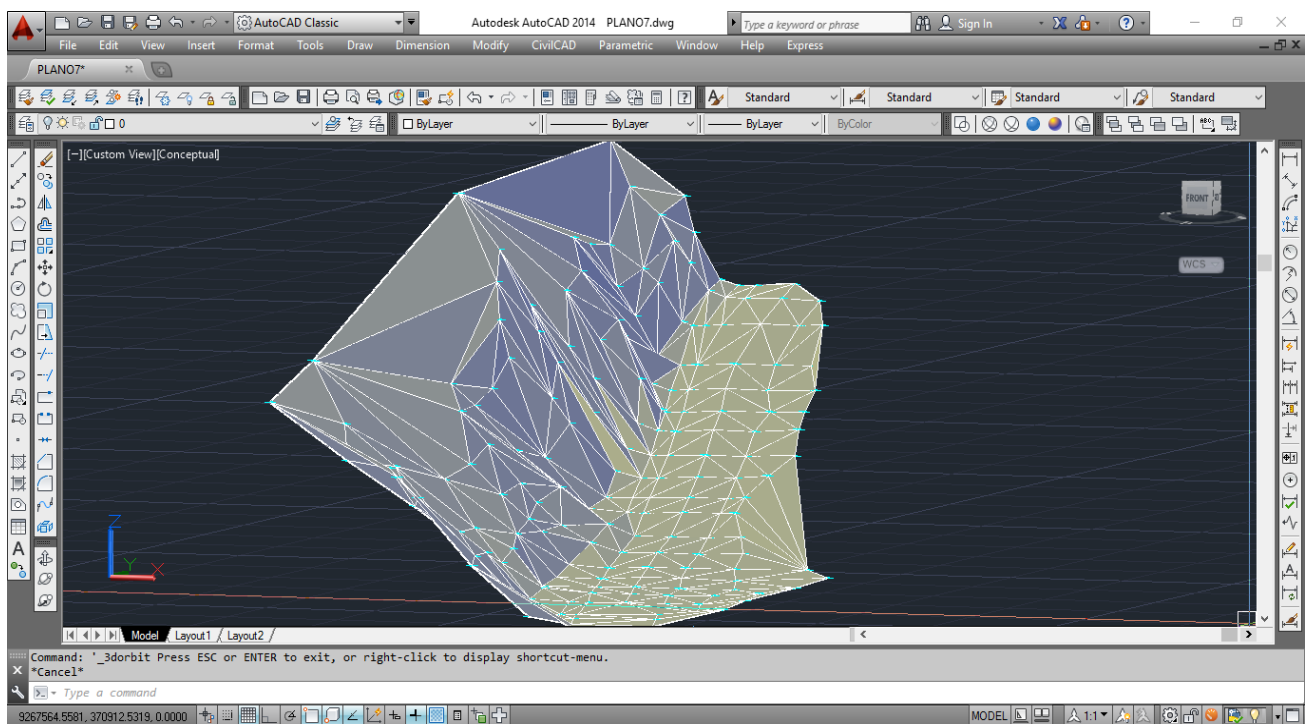 AutoCAD Classic Autodesk AutoCAD 2014 PLANO7.dwg Type a keyword or phrase Sign In
File Edit View Insert Format Tools Draw Dimension Modify CivilCAD Parametric Window Help Express
PLANO7*
Standard Standard Standard Standard
0 ByLayer ByLayer ByLayer ByColor
[−][Custom View][Conceptual]
FRONT
WCS
Z
Y X
Model Layout1 Layout2
Command: '_3dorbit Press ESC or ENTER to exit, or right-click to display shortcut-menu.
*Cancel*
Type a command
9267564.5581, 370912.5319, 0.0000 MODEL 1:1